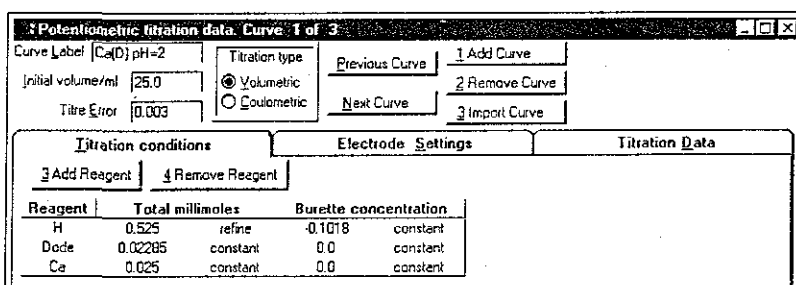 Potentiometric titration data. Curve 1 of 3
Curve Label Ca(D) pH=2
Initial volume/ml 25.0
Titre Error 0.003
Titration type
Volumetric
Coulometric
Previous Curve
Next Curve
1 Add Curve
2 Remove Curve
3 Import Curve
Titration conditions Electrode Settings Titration Data
3 Add Reagent 4 Remove Reagent
Reagent Total millimoles Burette concentration
H 0.525 refine -0.1018 constant
Dode 0.02285 constant 0.0 constant
Ca 0.025 constant 0.0 constant